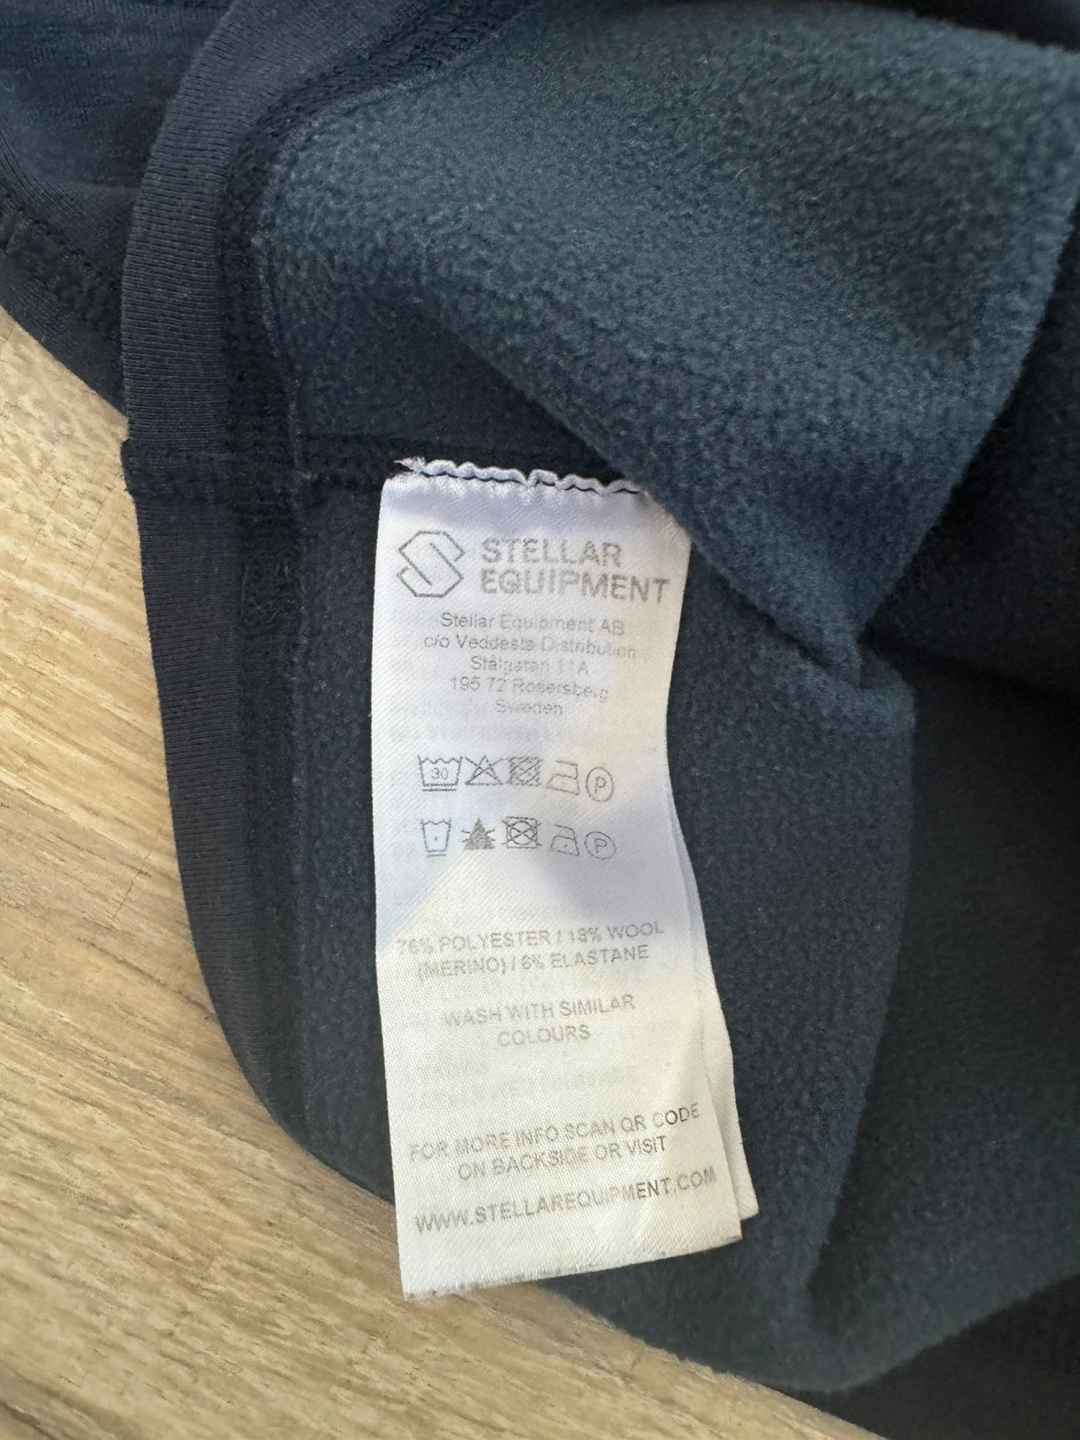 STELLAR
EQUIPMENT
Stellar Equipment AB
c/o Veddesta Distribution
Stålgatan 11A
195 72 Rosersberg
Sweden
30
P
P
76% POLYESTER / 18% WOOL
(MERINO) / 6% ELASTANE
WASH WITH SIMILAR
COLOURS
FOR MORE INFO SCAN QR CODE
ON BACKSIDE OR VISIT
WWW.STELLAREQUIPMENT.COM